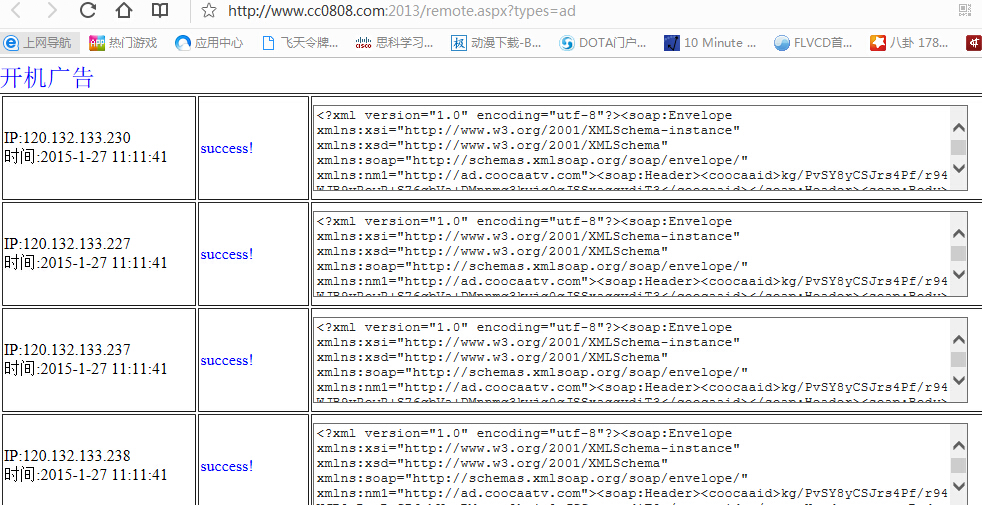 http://www.cc0808.com:2013/remote.aspx?types=ad
上网导航 热门游戏 应用中心 飞天令牌... 思科学习... 动漫下载-B... DOTA门户... 10 Minute ... FLVCD首... 八卦 178...
开机广告
IP:120.132.133.230
时间:2015-1-27 11:11:41
success!
<?xml version="1.0" encoding="utf-8"?><soap:Envelope
xmlns:xsi="http://www.w3.org/2001/XMLSchema-instance"
xmlns:xsd="http://www.w3.org/2001/XMLSchema"
xmlns:soap="http://schemas.xmlsoap.org/soap/envelope/"
xmlns:nm1="http://ad.coocaatv.com"><soap:Header><coocaaid>kg/PvSY8yCSJrs4Pf/r94
IP:120.132.133.227
时间:2015-1-27 11:11:41
success!
<?xml version="1.0" encoding="utf-8"?><soap:Envelope
xmlns:xsi="http://www.w3.org/2001/XMLSchema-instance"
xmlns:xsd="http://www.w3.org/2001/XMLSchema"
xmlns:soap="http://schemas.xmlsoap.org/soap/envelope/"
xmlns:nm1="http://ad.coocaatv.com"><soap:Header><coocaaid>kg/PvSY8yCSJrs4Pf/r94
IP:120.132.133.237
时间:2015-1-27 11:11:41
success!
<?xml version="1.0" encoding="utf-8"?><soap:Envelope
xmlns:xsi="http://www.w3.org/2001/XMLSchema-instance"
xmlns:xsd="http://www.w3.org/2001/XMLSchema"
xmlns:soap="http://schemas.xmlsoap.org/soap/envelope/"
xmlns:nm1="http://ad.coocaatv.com"><soap:Header><coocaaid>kg/PvSY8yCSJrs4Pf/r94
IP:120.132.133.238
时间:2015-1-27 11:11:41
success!
<?xml version="1.0" encoding="utf-8"?><soap:Envelope
xmlns:xsi="http://www.w3.org/2001/XMLSchema-instance"
xmlns:xsd="http://www.w3.org/2001/XMLSchema"
xmlns:soap="http://schemas.xmlsoap.org/soap/envelope/"
xmlns:nm1="http://ad.coocaatv.com"><soap:Header><coocaaid>kg/PvSY8yCSJrs4Pf/r94